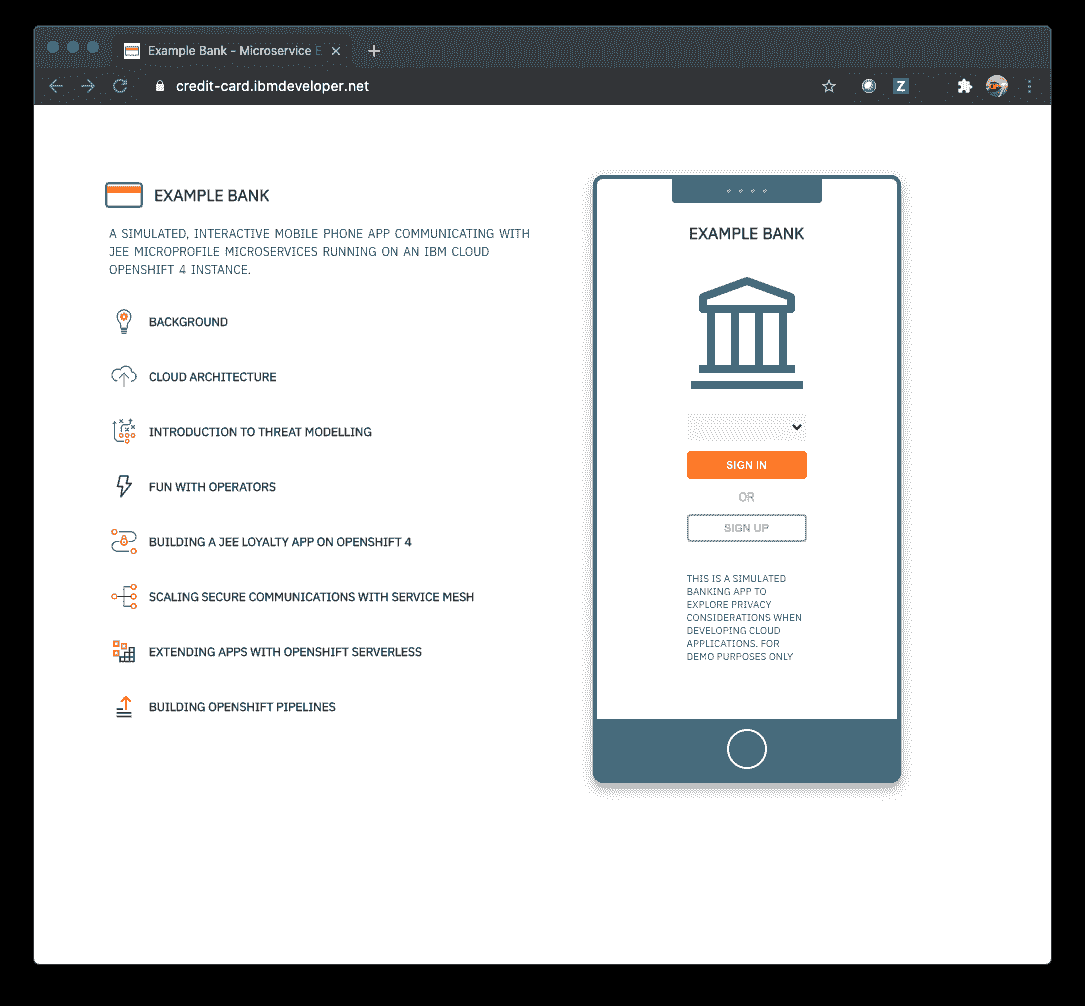 Example Bank - Microservice E
credit-card.ibmdeveloper.net
Z
EXAMPLE BANK
A SIMULATED, INTERACTIVE MOBILE PHONE APP COMMUNICATING WITH
JEE MICROPROFILE MICROSERVICES RUNNING ON AN IBM CLOUD
OPENSHIFT 4 INSTANCE.
BACKGROUND
CLOUD ARCHITECTURE
INTRODUCTION TO THREAT MODELLING
FUN WITH OPERATORS
BUILDING A JEE LOYALTY APP ON OPENSHIFT 4
SCALING SECURE COMMUNICATIONS WITH SERVICE MESH
EXTENDING APPS WITH OPENSHIFT SERVERLESS
BUILDING OPENSHIFT PIPELINES
EXAMPLE BANK
SIGN IN
OR
SIGN UP
THIS IS A SIMULATED
BANKING APP TO
EXPLORE PRIVACY
CONSIDERATIONS WHEN
DEVELOPING CLOUD
APPLICATIONS. FOR
DEMO PURPOSES ONLY